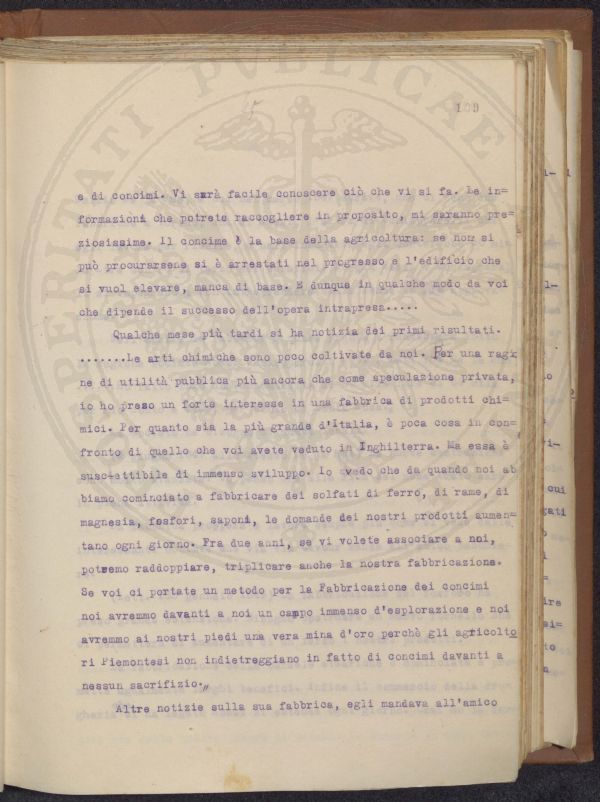 109
e di concimi. Vi sarà facile conoscere ciò che vi si fa. Le in=
formazioni che potrete raccogliere in proposito, mi saranno pre=
ziosissime. Il concime è la base della agricoltura: se non si
può procurarsene si è arrestati nel progresso e l'edificio che
si vuol elevare, manca di base. E dunque in qualche modo da voi
che dipende il successo dell'opera intrapresa.....
Qualche mese più tardi si ha notizia dei primi risultati.
.......Le arti chimiche sono poco coltivate da noi. Per una ragio
ne di utilità pubblica più ancora che come speculazione privata,
io ho preso un forte interesse in una fabbrica di prodotti chi=
mici. Per quanto sia la più grande d'Italia, è poca cosa in con=
fronto di quello che voi avete veduto in Inghilterra. Ma essa è
suscettibile di immenso sviluppo. Io vedo che da quando noi ab
biamo cominciato a fabbricare dei solfati di ferro, di rame, di
magnesia, fosfori, saponi, le domande dei nostri prodotti aumen=
tano ogni giorno. Fra due anni, se vi volete associare a noi,
potremo raddoppiare, triplicare anche la nostra fabbricazione.
Se voi ci portate un metodo per la Fabbricazione dei concimi
noi avremmo davanti a noi un campo immenso d'esplorazione e noi
avremmo ai nostri piedi una vera mina d'oro perchè gli agricolto
ri Piemontesi non indietreggiano in fatto di concimi davanti a
nessun sacrifizio.„
Altre notizie sulla sua fabbrica, egli mandava all'amico